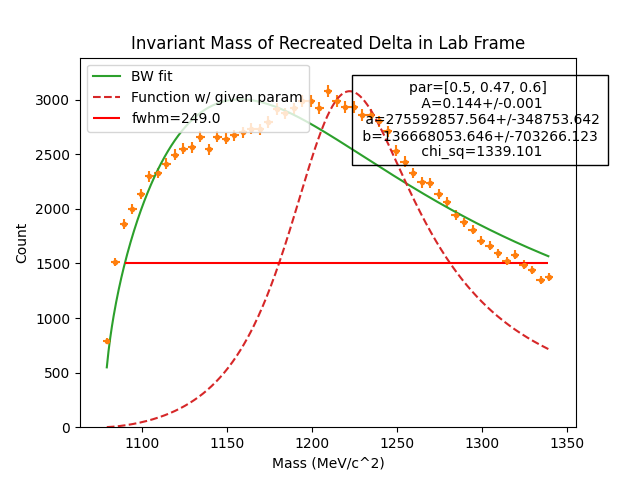 Invariant Mass of Recreated Delta in Lab Frame
BW fit
Function w/ given param
fwhm=249.0
par=[0.5, 0.47, 0.6]
A=0.144+/-0.001
a=275592857.564+/-348753.642
b=136668053.646+/-703266.123
chi_sq=1339.101
Count
3000
2500
2000
1500
1000
500
0
1100 1150 1200 1250 1300 1350
Mass (MeV/c^2)